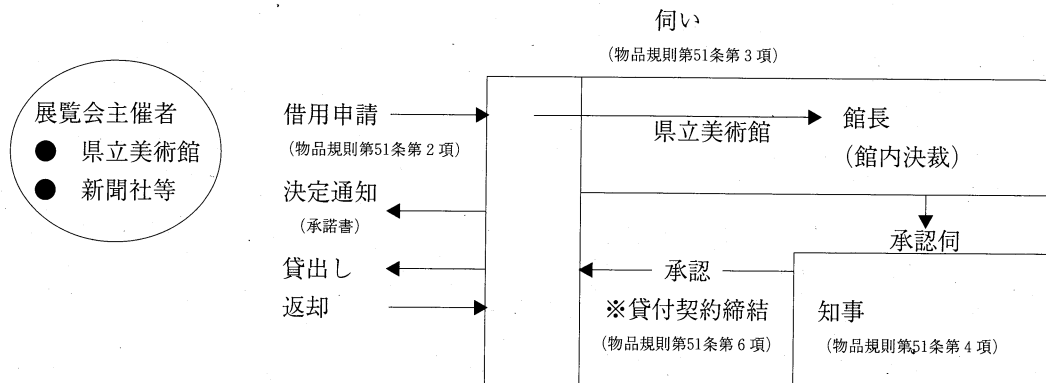 伺い
(物品規則第51条第3項)
展覧会主催者
● 県立美術館
● 新聞社等
借用申請
(物品規則第51条第2項)
決定通知
(承諾書)
貸出し
返却
県立美術館
館長
(館内決裁)
承認伺
承認
※貸付契約締結
(物品規則第51条第6項)
知事
(物品規則第51条第4項)